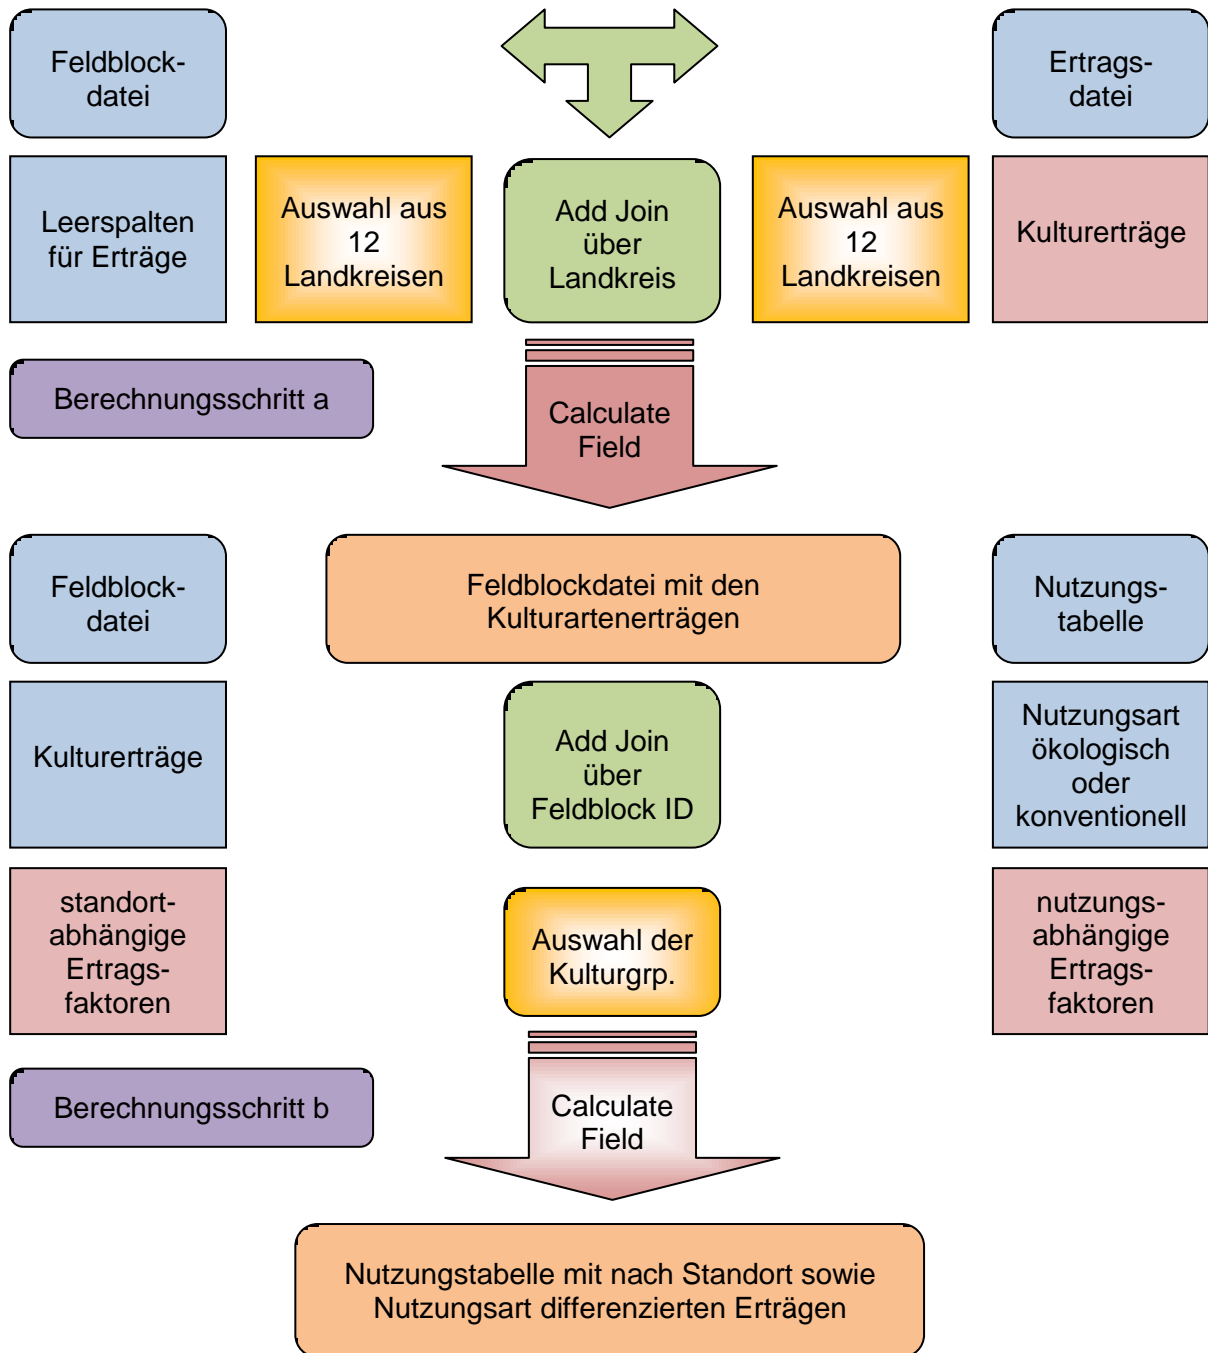 Feldblock-
datei
Ertrags-
datei
Leerspalten
für Erträge
Auswahl aus
12
Landkreisen
Add Join
über
Landkreis
Auswahl aus
12
Landkreisen
Kulturerträge
Berechnungsschritt a
Calculate
Field
Feldblock-
datei
Feldblockdatei mit den
Kulturartenerträgen
Nutzungs-
tabelle
Kulturerträge
Add Join
über
Feldblock ID
Nutzungsart
ökologisch
oder
konventionell
standort-
abhängige
Ertrags-
faktoren
Auswahl der
Kulturgrp.
nutzungs-
abhängige
Ertrags-
faktoren
Berechnungsschritt b
Calculate
Field
Nutzungstabelle mit nach Standort sowie
Nutzungsart differenzierten Erträgen